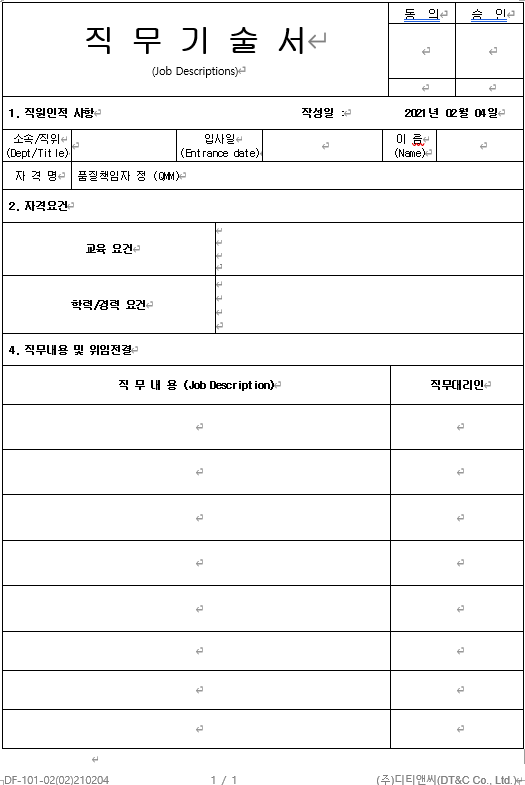 직 무 기 술 서
(Job Descriptions)
동 의
승 인
1. 직원인적 사항
작성일 :
2021년 02월 04일
소속/직위
(Dept/Title)
입사일
(Entrance date)
이 름
(Name)
자 격 명
품질책임자 정 (QMM)
2. 자격요건
교육 요건
학력/경력 요건
4. 직무내용 및 위임전결
직 무 내 용 (Job Description)
직무대리인
DF-101-02(02)210204
1 / 1
(주)디티앤씨(DT&C Co., Ltd.)